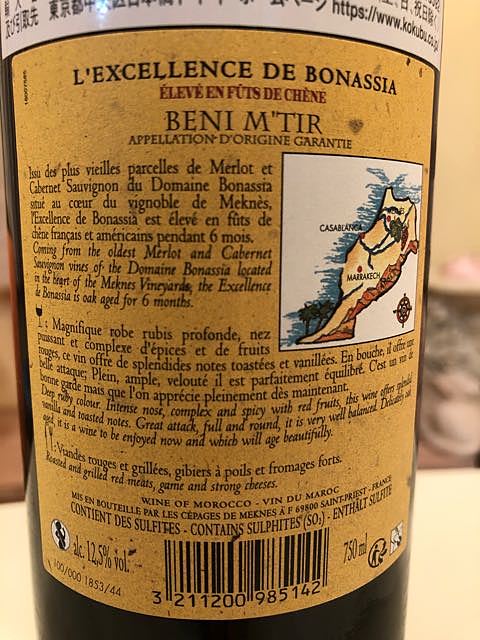 https://www.kokubu.co
L'EXCELLENCE DE BONASSIA
ÉLEVÉ EN FÛTS DE CHÊNE
BENI M'TIR
APPELLATION D'ORIGINE GARANTIE
Issu des plus vieilles parcelles de Merlot et
Cabernet Sauvignon du Domaine Bonassia
situé au cœur du vignoble de Meknès,
l'Excellence de Bonassia est élevé en fûts de
chêne français et américains pendant 6 mois.
Coming from the oldest Merlot and Cabernet
Sauvignon vines of the Domaine Bonassia located
in the heart of the Meknes Vineyards, the Excellence
de Bonassia is oak aged for 6 months.
CASABLANCA
MARRAKECH
: Magnifique robe rubis profonde, nez
puissant et complexe d'épices et de fruits
rouges, ce vin offre de splendides notes toastées et vanillées. En bouche, il offre une
belle attaque; Plein, ample, velouté il est parfaitement équilibré. C'est un vin de
bonne garde mais que l'on apprécie pleinement dès maintenant.
Deep ruby colour. Intense nose, complex and spicy with red fruits, this wine offers splendid
vanilla and toasted notes. Great attack, full and round, it is very well balanced. Delicately oak
aged, it is a wine to be enjoyed now and which will age beautifully.
: Viandes rouges et grillées, gibiers à poils et fromages forts.
Roasted and grilled red meats, game and strong cheeses.
WINE OF MOROCCO - VIN DU MAROC
MIS EN BOUTEILLE PAR LES CÉPAGES DE MEKNES À F 69800 SAINT-PRIEST - FRANCE
CONTIENT DES SULFITES - CONTAINS SULPHITES (SO₂) - ENTHÄLT SULFITE
alc. 12,5% vol.
750 ml
100/000 1853/44
3 211200 985142